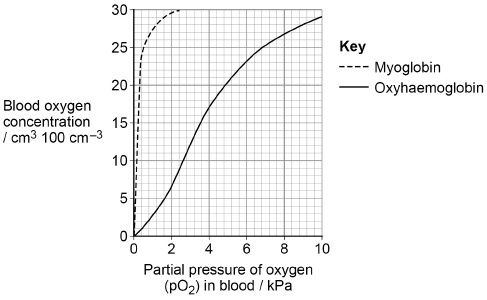 30
25
20
15
10
5
0
Blood oxygen
concentration
/ cm³ 100 cm⁻³
0 2 4 6 8 10
Partial pressure of oxygen
(pO₂) in blood / kPa
Key
Myoglobin
Oxyhaemoglobin